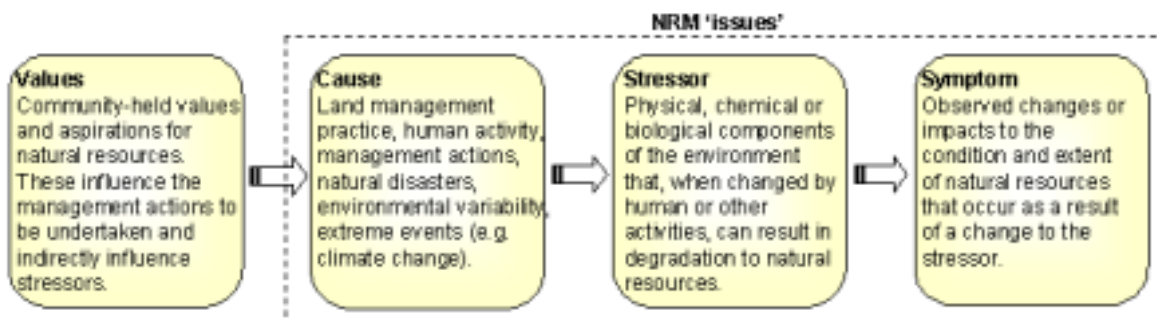 NRM 'issues'
Values
Community-held values
and aspirations for
natural resources.
These influence the
management actions to
be undertaken and
indirectly influence
stressors.
Cause
Land management
practice, human activity,
management actions,
natural disasters,
environmental variability,
extreme events (e.g.
climate change).
Stressor
Physical, chemical or
biological components
of the environment
that, when changed by
human or other
activities, can result in
degradation to natural
resources.
Symptom
Observed changes or
impacts to the
condition and extent
of natural resources
that occur as a result
of a change to the
stressor.